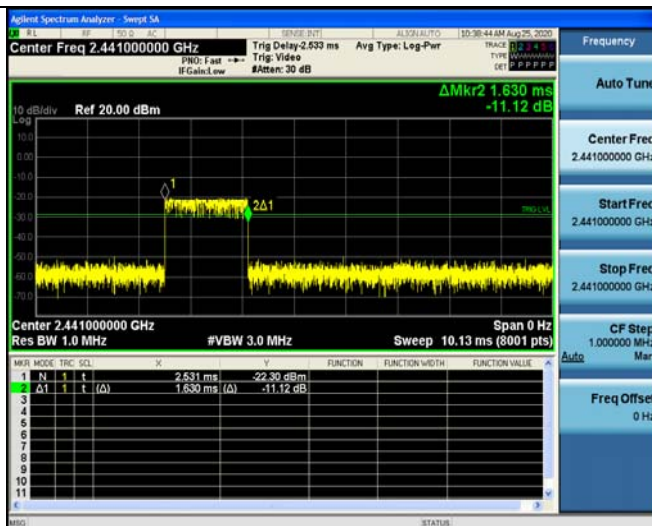 Agilent Spectrum Analyzer - Swept SA
RL RF 50 Ω AC SENSE:INT ALIGN AUTO 10:38:44 AM Aug 25, 2020
Center Freq 2.441000000 GHz
Trig Delay-2.533 ms Avg Type: Log-Pwr TRACE 1 2 3 4 5 6
PNO: Fast Trig: Video TYPE
IFGain:Low #Atten: 30 dB DET P P P P P P
ΔMkr2 1.630 ms
-11.12 dB
10 dB/div Ref 20.00 dBm
Log
10.0
0.00
-10.0
-20.0
-30.0
-40.0
-50.0
-60.0
-70.0
1
2Δ1
TRIG LVL
Center 2.441000000 GHz Span 0 Hz
Res BW 1.0 MHz #VBW 3.0 MHz Sweep 10.13 ms (8001 pts)
MKR MODE TRC SCL X Y FUNCTION FUNCTION WIDTH FUNCTION VALUE
1 N 1 t 2.531 ms -22.30 dBm
2 Δ1 1 t (Δ) 1.630 ms (Δ) -11.12 dB
3
4
5
6
7
8
9
10
11
MSG STATUS
Frequency
Auto Tune
Center Freq
2.441000000 GHz
Start Freq
2.441000000 GHz
Stop Freq
2.441000000 GHz
CF Step
1.000000 MHz
Auto Man
Freq Offset
0 Hz